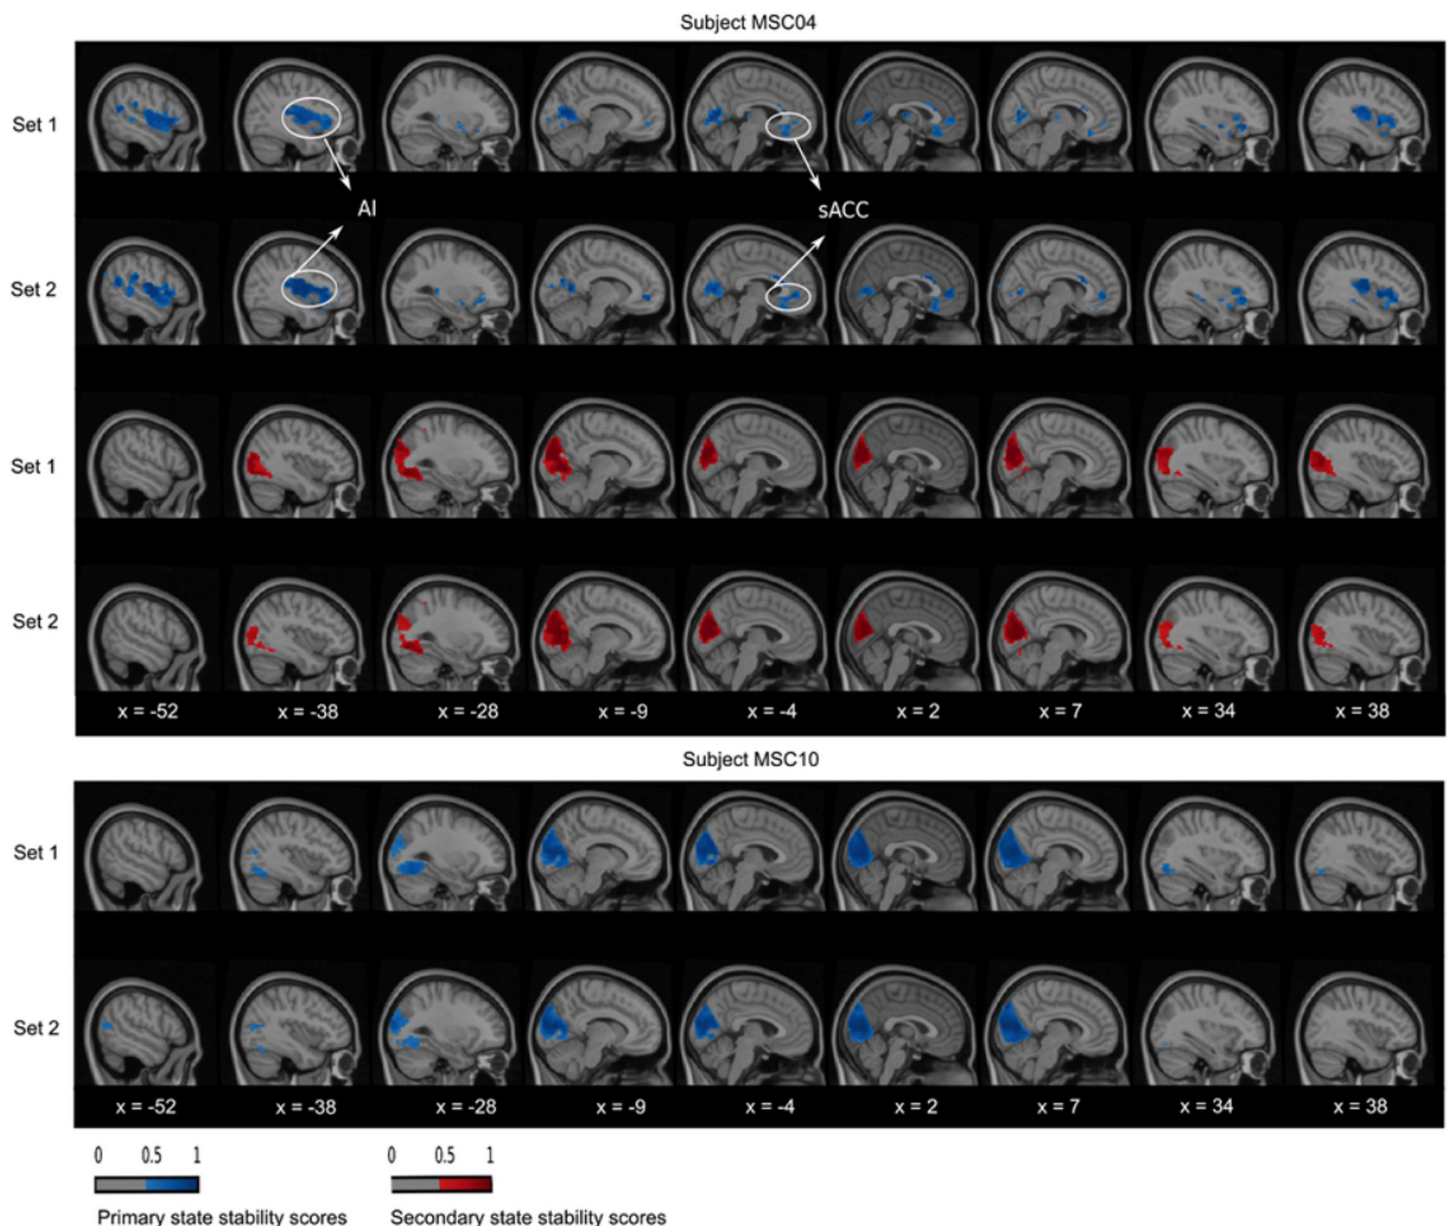 Subject MSC04
Set 1
AI
sACC
Set 2
Set 1
Set 2
x = -52 x = -38 x = -28 x = -9 x = -4 x = 2 x = 7 x = 34 x = 38
Subject MSC10
Set 1
Set 2
x = -52 x = -38 x = -28 x = -9 x = -4 x = 2 x = 7 x = 34 x = 38
0 0.5 1 0 0.5 1
Primary state stability scores Secondary state stability scores